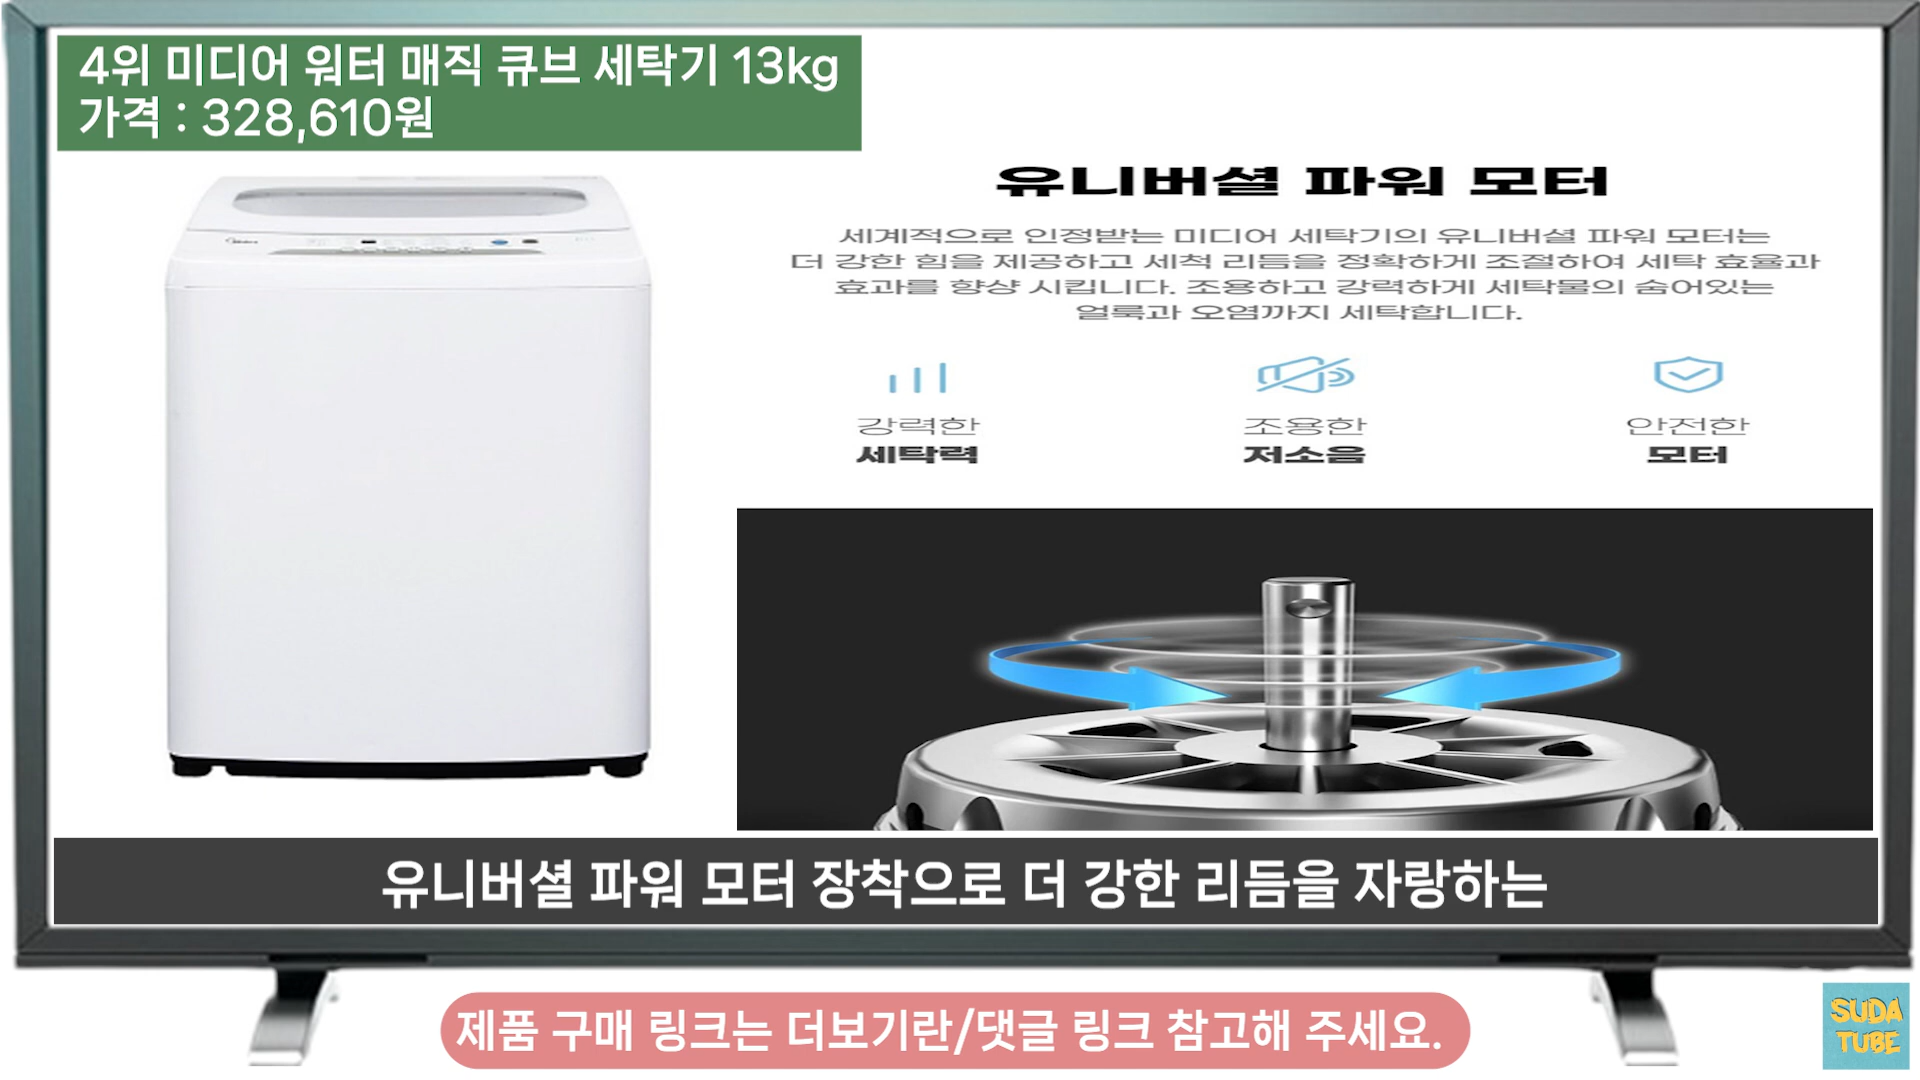 4위 미디어 워터 매직 큐브 세탁기 13kg
가격 : 328,610원
유니버셜 파워 모터
세계적으로 인정받는 미디어 세탁기의 유니버셜 파워 모터는
더 강한 힘을 제공하고 세척 리듬을 정확하게 조절하여 세탁 효율과
효과를 향샹 시킵니다. 조용하고 강력하게 세탁물의 숨어있는
얼룩과 오염까지 세탁합니다.
강력한
세탁력
조용한
저소음
안전한
모터
Midea
유니버셜 파워 모터 장착으로 더 강한 리듬을 자랑하는
제품 구매 링크는 더보기란/댓글 링크 참고해 주세요.
SUDA
TUBE